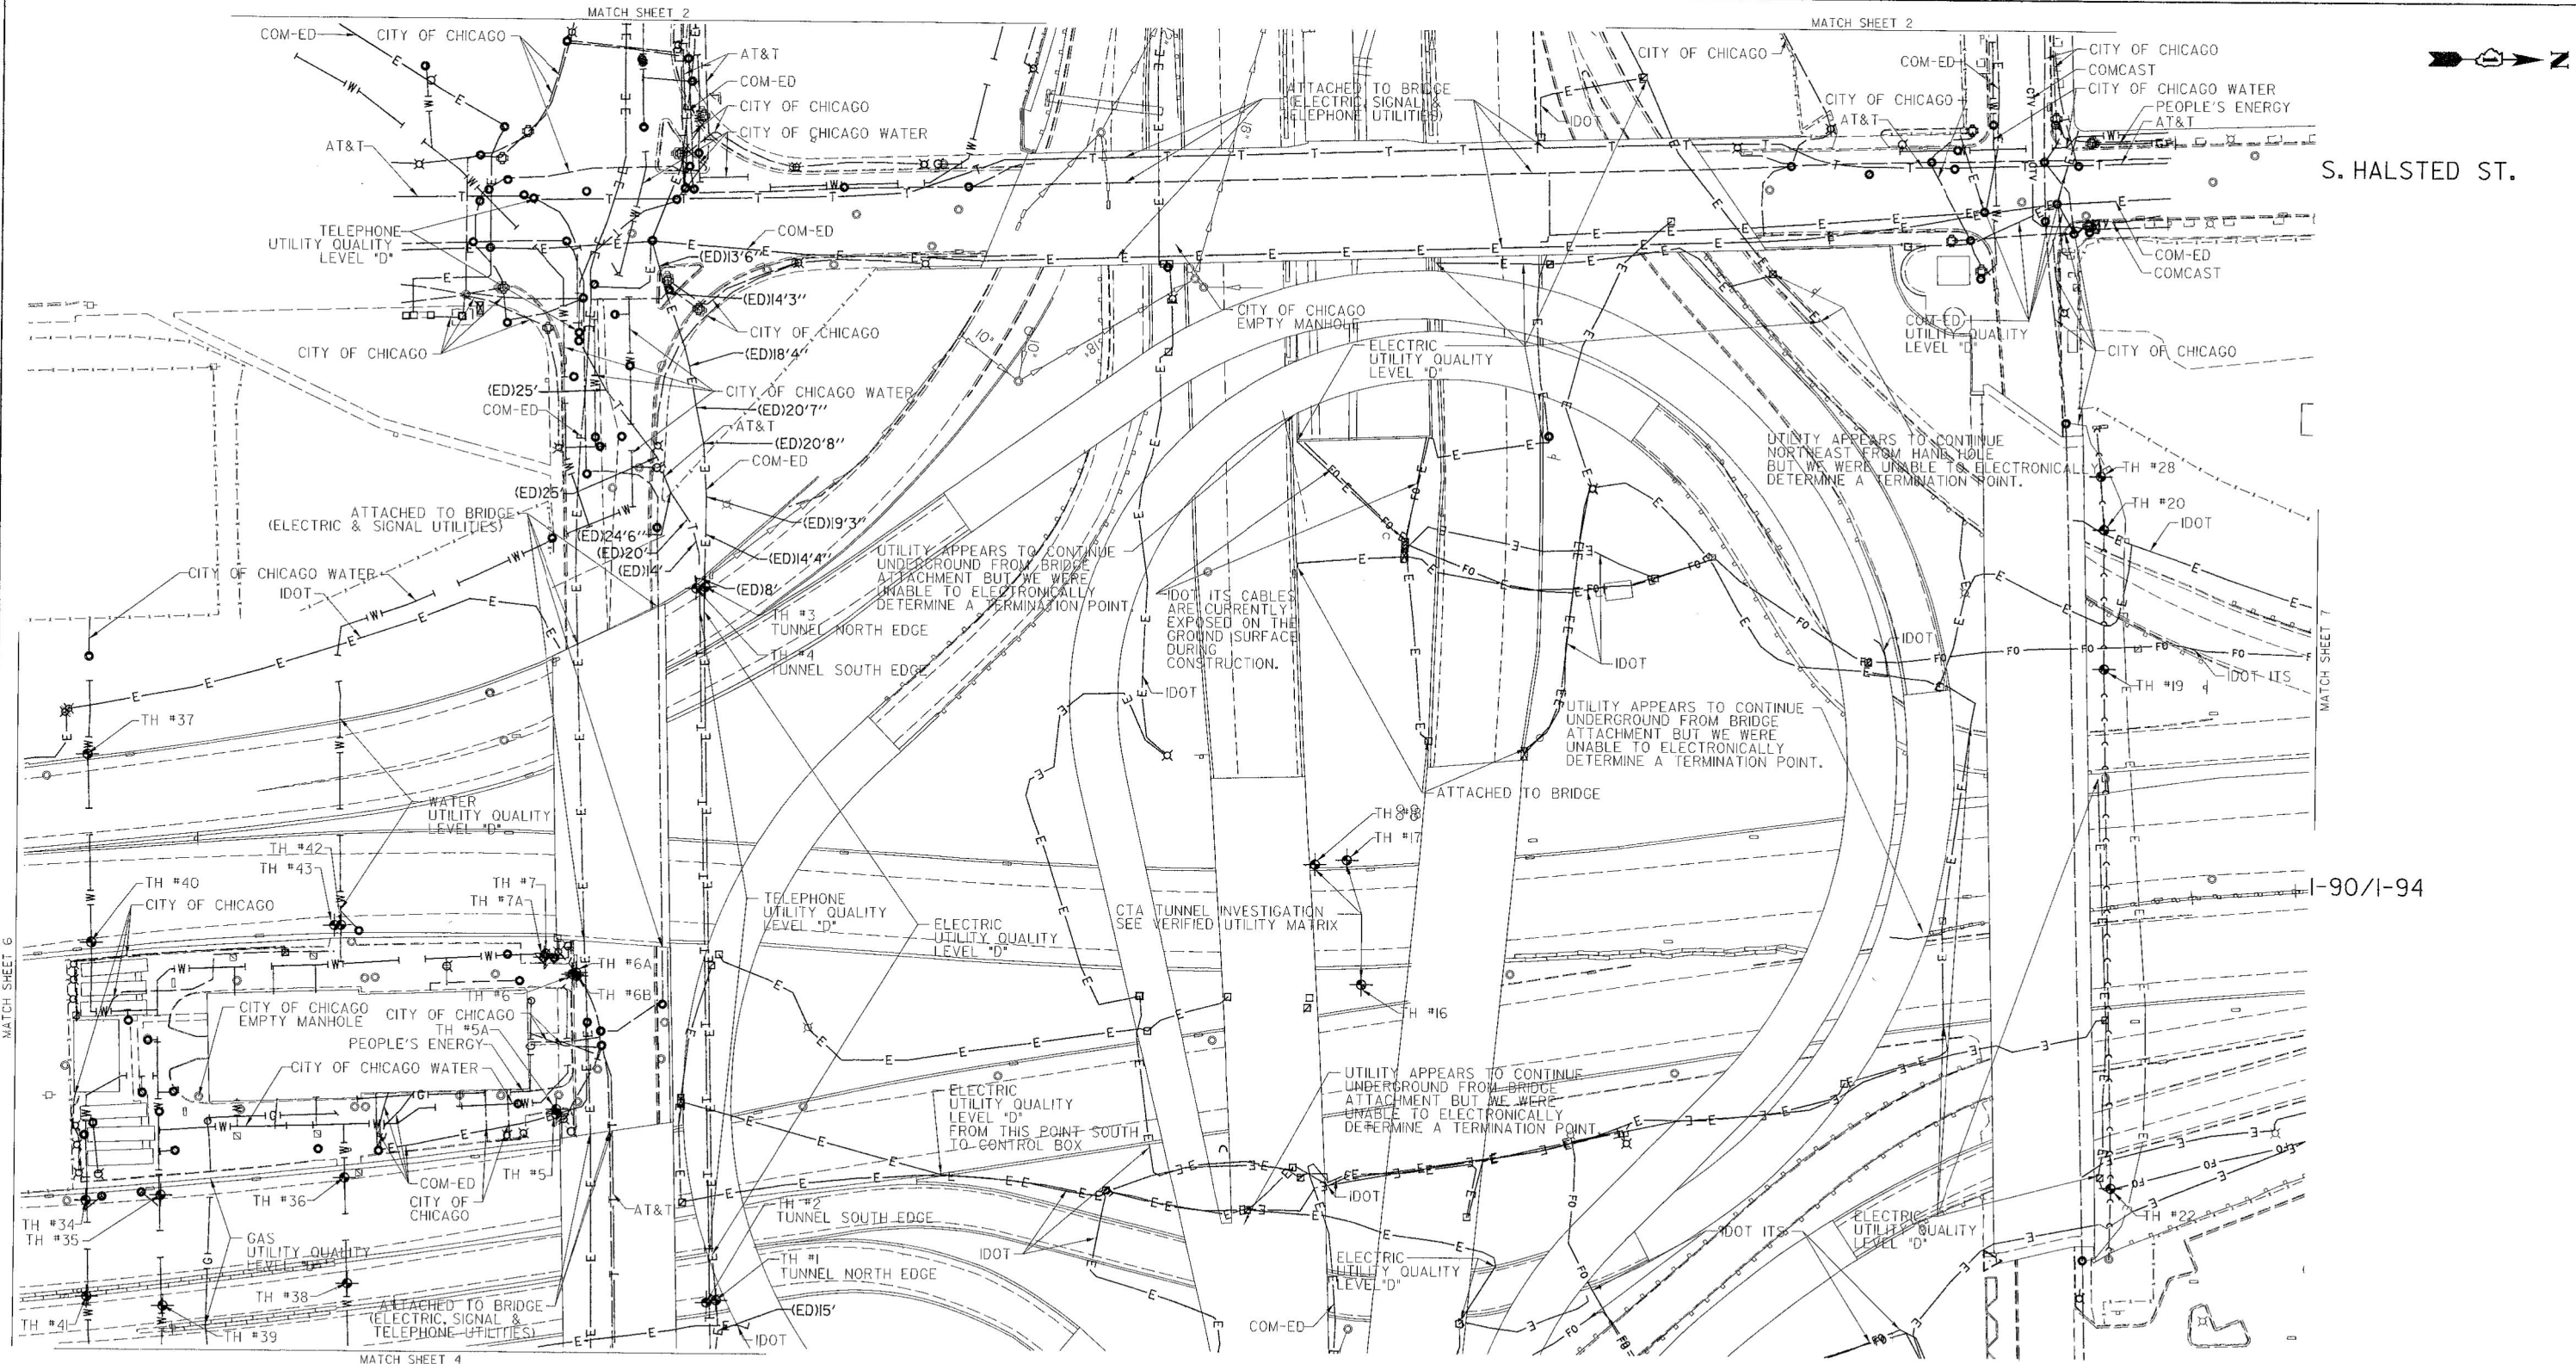 MATCH SHEET 2
MATCH SHEET 2
COM-ED
CITY OF CHICAGO
AT&T
COM-ED
CITY OF CHICAGO
CITY OF CHICAGO WATER
AT&T
ATTACHED TO BRIDGE
(ELECTRIC, SIGNAL &
TELEPHONE UTILITIES)
IDOT
CITY OF CHICAGO
COM-ED
CITY OF CHICAGO
AT&T
CITY OF CHICAGO
COMCAST
CITY OF CHICAGO WATER
PEOPLE'S ENERGY
AT&T
N
S. HALSTED ST.
TELEPHONE
UTILITY QUALITY
LEVEL "D"
COM-ED
(ED)13'6"
(ED)14'3''
CITY OF CHICAGO
(ED)18'4''
CITY OF CHICAGO
CITY OF CHICAGO WATER
(ED)25'
COM-ED
(ED)20'7''
AT&T
(ED)20'8''
COM-ED
(ED)25'
(ED)19'3''
(ED)24'6''
(ED)20'
(ED)14'
(ED)14'4''
(ED)8'
10"
10"
18"
CITY OF CHICAGO
EMPTY MANHOLE
ELECTRIC
UTILITY QUALITY
LEVEL "D"
COM-ED
UTILITY QUALITY
LEVEL "D"
COM-ED
COMCAST
CITY OF CHICAGO
UTILITY APPEARS TO CONTINUE
NORTHEAST FROM HAND HOLE
BUT WE WERE UNABLE TO ELECTRONICALLY
DETERMINE A TERMINATION POINT.
TH #28
TH #20
IDOT
ATTACHED TO BRIDGE
(ELECTRIC & SIGNAL UTILITIES)
CITY OF CHICAGO WATER
IDOT
TH #3
TUNNEL NORTH EDGE
TH #4
TUNNEL SOUTH EDGE
UTILITY APPEARS TO CONTINUE
UNDERGROUND FROM BRIDGE
ATTACHMENT BUT WE WERE
UNABLE TO ELECTRONICALLY
DETERMINE A TERMINATION POINT.
IDOT ITS CABLES
ARE CURRENTLY
EXPOSED ON THE
GROUND SURFACE
DURING
CONSTRUCTION.
IDOT
IDOT
IDOT
IDOT ITS
TH #19
MATCH SHEET 7
TH #37
UTILITY APPEARS TO CONTINUE
UNDERGROUND FROM BRIDGE
ATTACHMENT BUT WE WERE
UNABLE TO ELECTRONICALLY
DETERMINE A TERMINATION POINT.
ATTACHED TO BRIDGE
WATER
UTILITY QUALITY
LEVEL "D"
TH #17
TH #42
TH #43
TH #40
CITY OF CHICAGO
TH #7
TH #7A
TELEPHONE
UTILITY QUALITY
LEVEL "D"
ELECTRIC
UTILITY QUALITY
LEVEL "D"
CTA TUNNEL INVESTIGATION
SEE VERIFIED UTILITY MATRIX
I-90/I-94
MATCH SHEET 6
TH #6A
TH #6
TH #6B
CITY OF CHICAGO
EMPTY MANHOLE
CITY OF CHICAGO
TH #5A
PEOPLE'S ENERGY
CITY OF CHICAGO WATER
TH #16
ELECTRIC
UTILITY QUALITY
LEVEL "D"
FROM THIS POINT SOUTH
TO CONTROL BOX
UTILITY APPEARS TO CONTINUE
UNDERGROUND FROM BRIDGE
ATTACHMENT BUT WE WERE
UNABLE TO ELECTRONICALLY
DETERMINE A TERMINATION POINT.
TH #5
COM-ED
CITY OF
CHICAGO
TH #36
TH #34
TH #35
AT&T
TH #2
TUNNEL SOUTH EDGE
IDOT
IDOT
IDOT ITS
ELECTRIC
UTILITY QUALITY
LEVEL "D"
TH #22
GAS
UTILITY QUALITY
LEVEL "D"
TH #1
TUNNEL NORTH EDGE
ELECTRIC
UTILITY QUALITY
LEVEL "D"
TH #38
TH #41
TH #39
ATTACHED TO BRIDGE
(ELECTRIC, SIGNAL &
TELEPHONE UTILITIES)
(ED)15'
IDOT
COM-ED
MATCH SHEET 4